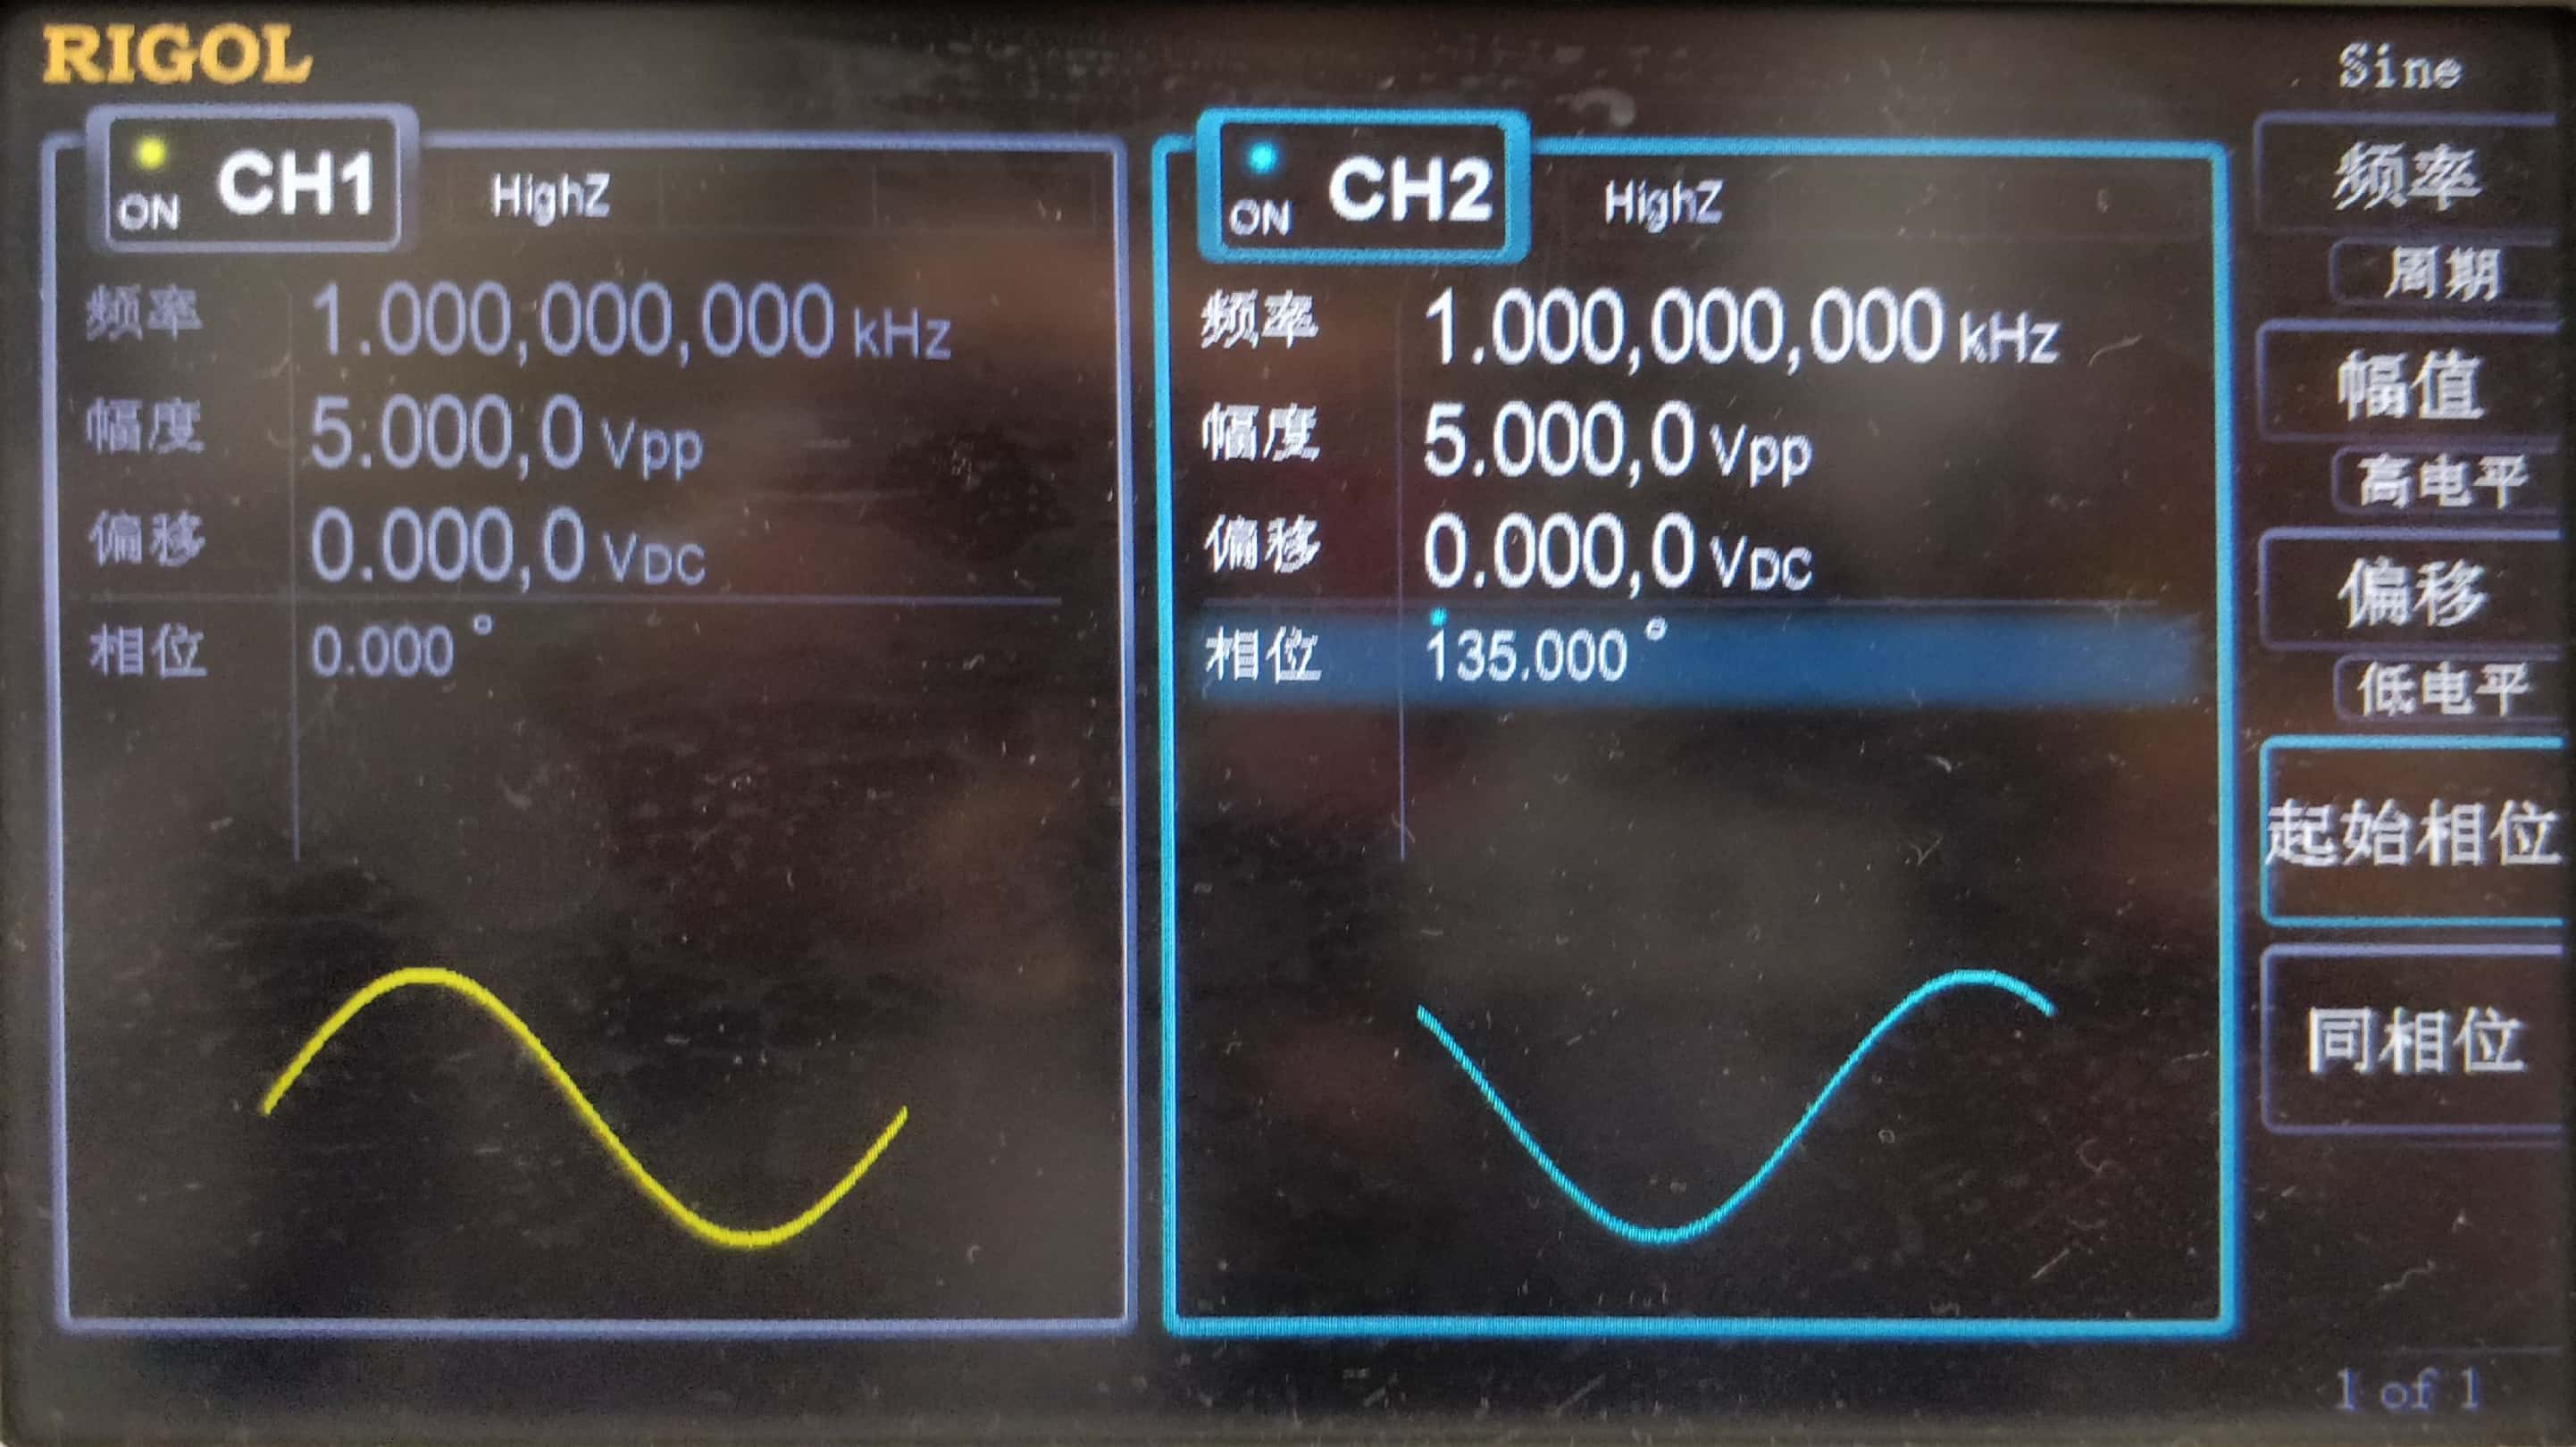 RIGOL
Sine
ON CH1 HighZ
频率 1.000,000,000 kHz
幅度 5.000,0 Vpp
偏移 0.000,0 VDC
相位 0.000 °
ON CH2 HighZ
频率 1.000,000,000 kHz
幅度 5.000,0 Vpp
偏移 0.000,0 VDC
相位 135.000 °
频率
周期
幅值
高电平
偏移
低电平
起始相位
同相位
1 of 1